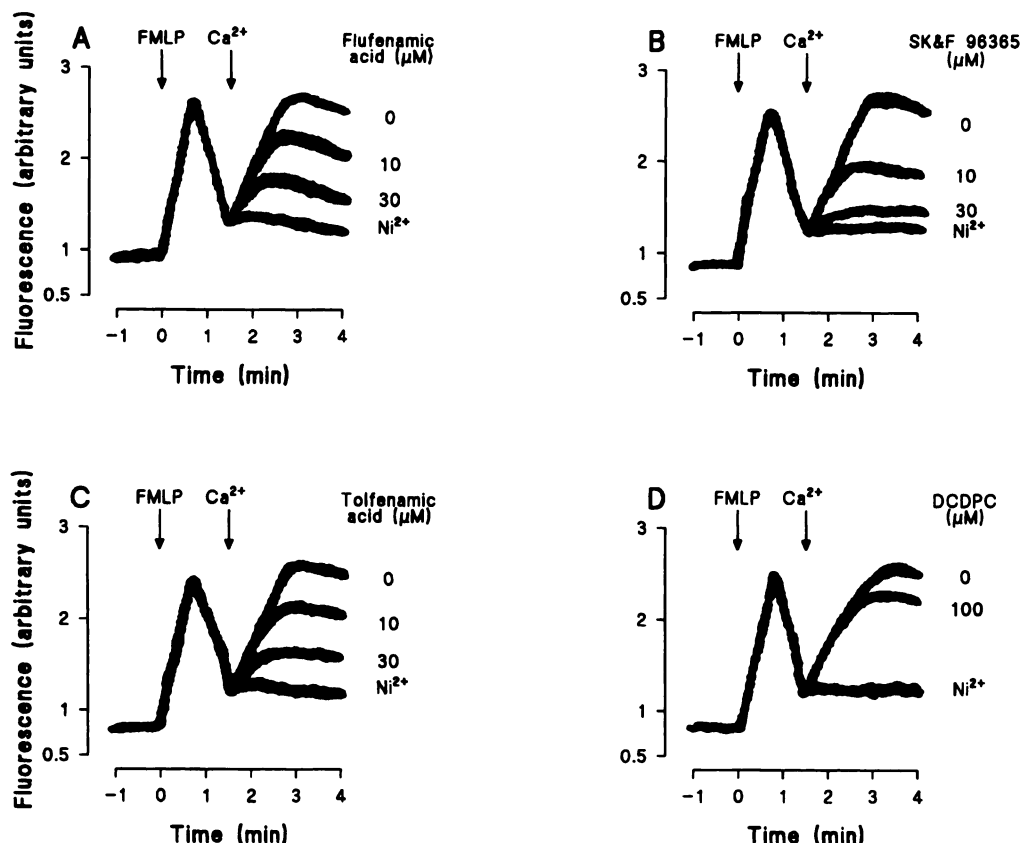 A
FMLP Ca²⁺
Flufenamic
acid (μM)
Fluorescence (arbitrary units)
3
2
1
0.5
0
10
30
Ni²⁺
-1 0 1 2 3 4
Time (min)
B
FMLP Ca²⁺
SK&F 96365
(μM)
3
2
1
0.5
0
10
30
Ni²⁺
-1 0 1 2 3 4
Time (min)
C
FMLP Ca²⁺
Tolfenamic
acid (μM)
Fluorescence (arbitrary units)
3
2
1
0.5
0
10
30
Ni²⁺
-1 0 1 2 3 4
Time (min)
D
FMLP Ca²⁺
DCDPC
(μM)
3
2
1
0.5
0
100
Ni²⁺
-1 0 1 2 3 4
Time (min)